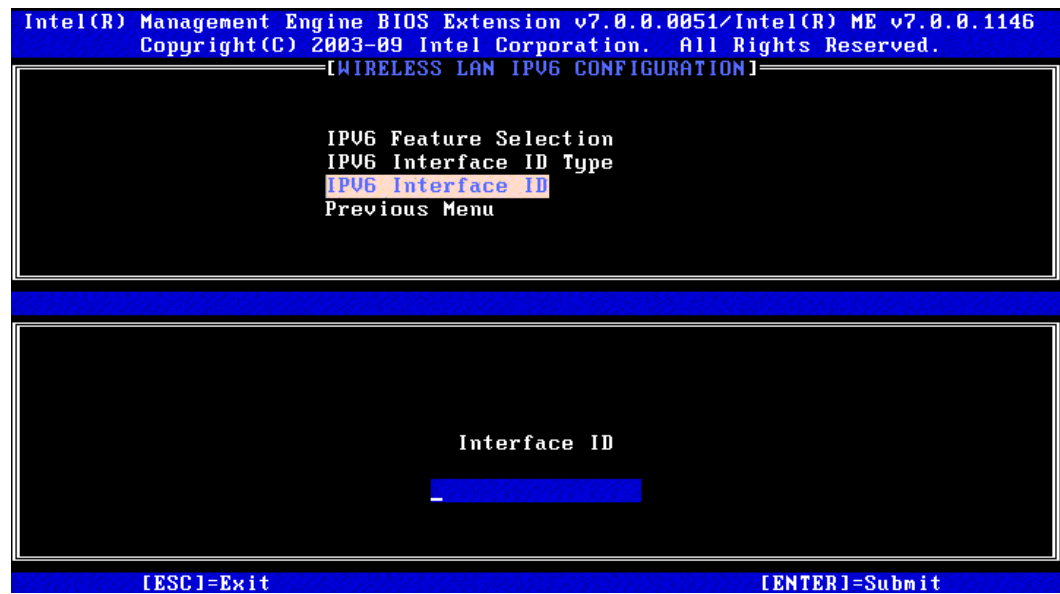 Intel(R) Management Engine BIOS Extension v7.0.0.0051/Intel(R) ME v7.0.0.1146
Copyright(C) 2003-09 Intel Corporation. All Rights Reserved.
[WIRELESS LAN IPV6 CONFIGURATION]
IPV6 Feature Selection
IPV6 Interface ID Type
IPV6 Interface ID
Previous Menu
Interface ID
[ESC]=Exit [ENTER]=Submit